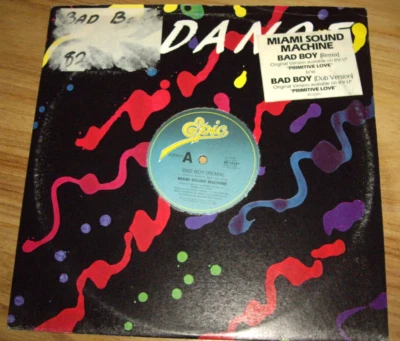 BAD B
82
DANCE
MIAMI SOUND
MACHINE
BAD BOY (Remix)
Original Version available on the LP
"PRIMITIVE LOVE"
b/w
BAD BOY (Dub Version)
Original Version available on the LP
"PRIMITIVE LOVE"
Epic
A
BAD BOY (REMIX)
MIAMI SOUND MACHINE